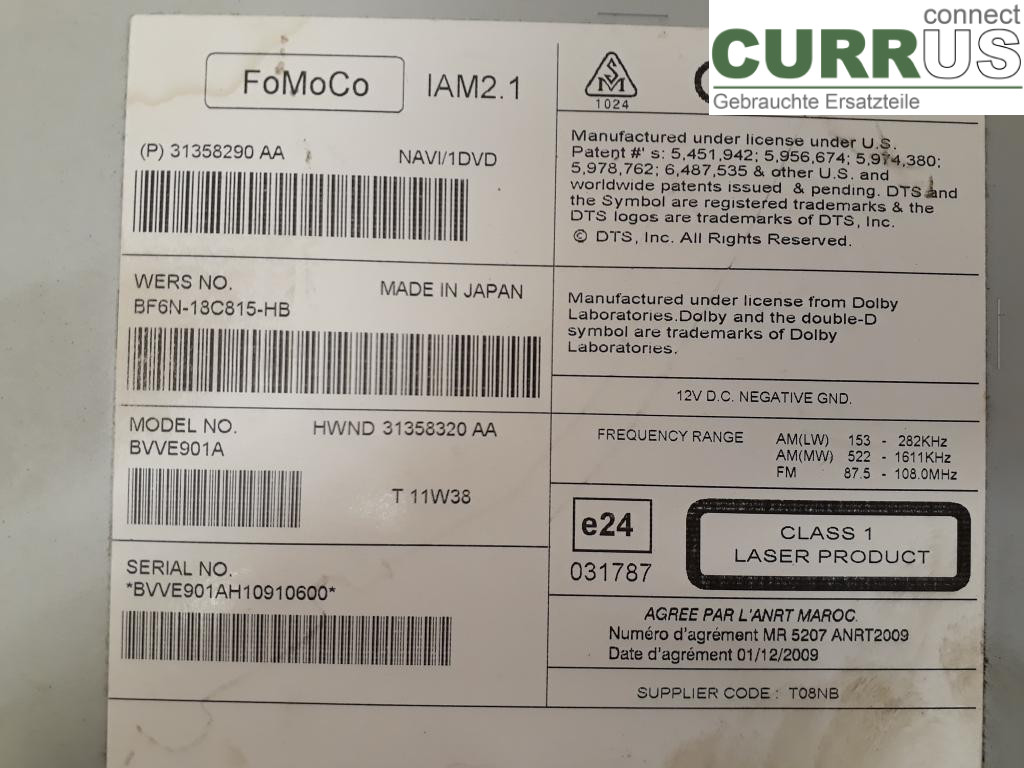 connect
CURRUS
Gebrauchte Ersatzteile
FoMoCo
IAM2.1
(P) 31358290 AA
NAVI/1DVD
WERS NO.
MADE IN JAPAN
BF6N-18C815-HB
MODEL NO.
HWND 31358320 AA
BVVE901A
T 11W38
SERIAL NO.
*BVVE901AH10910600*
S
M
1024
Manufactured under license under U.S.
Patent #' s: 5,451,942; 5,956,674; 5,974,380;
5,978,762; 6,487,535 & other U.S. and
worldwide patents issued & pending. DTS and
the Symbol are registered trademarks & the
DTS logos are trademarks of DTS, Inc.
© DTS, Inc. All Rights Reserved.
Manufactured under license from Dolby
Laboratories.Dolby and the double-D
symbol are trademarks of Dolby
Laboratories.
12V D.C. NEGATIVE GND.
FREQUENCY RANGE AM(LW) 153 - 282KHz
AM(MW) 522 - 1611KHz
FM 87.5 - 108.0MHz
e24
031787
CLASS 1
LASER PRODUCT
AGREE PAR L'ANRT MAROC.
Numéro d'agrément MR 5207 ANRT2009
Date d'agrément 01/12/2009
SUPPLIER CODE : T08NB